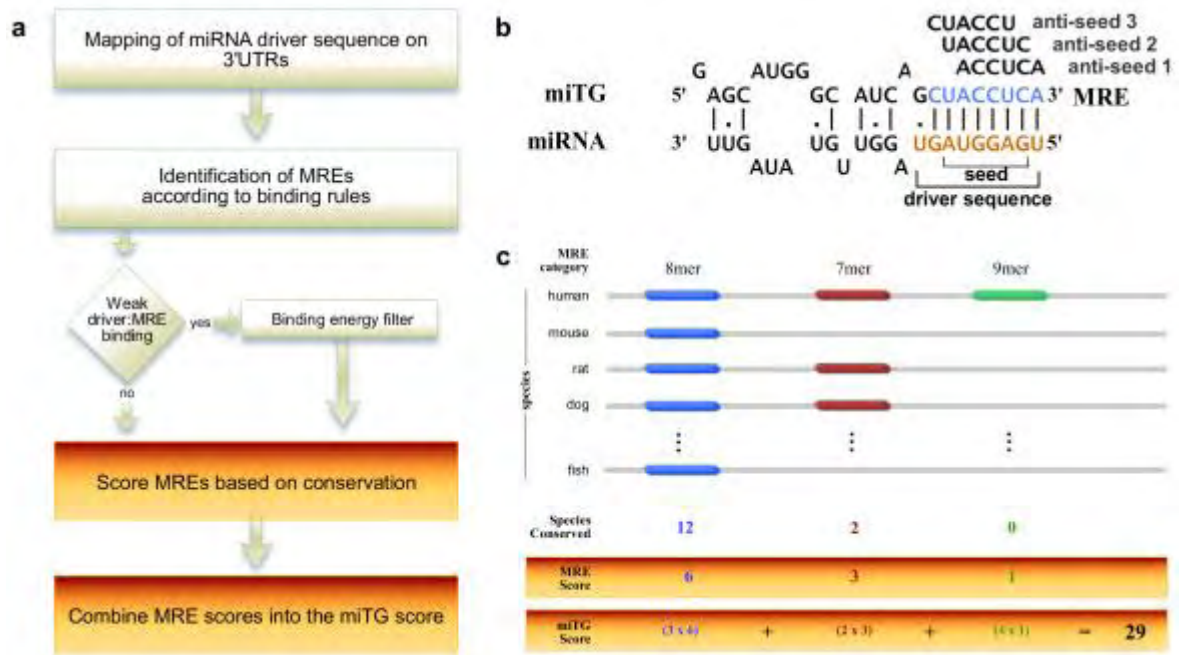 a
Mapping of miRNA driver sequence on
3'UTRs
Identification of MREs
according to binding rules
Weak
driver:MRE
binding
yes
Binding energy filter
no
Score MREs based on conservation
Combine MRE scores into the miTG score
b
CUACCU anti-seed 3
UACCUC anti-seed 2
ACCUCA anti-seed 1
G AUGG A
miTG 5' AGC GC AUC GCUACCUCA 3' MRE
miRNA 3' UUG UG UGG UGAUGGAGU 5'
AUA U A
seed
driver sequence
c
MRE
category 8mer 7mer 9mer
species
human
mouse
rat
dog
fish
Species
Conserved 12 2 0
MRE
Score 6 3 1
miTG
Score (3 x 6) + (2 x 3) + (4 x 1) = 29